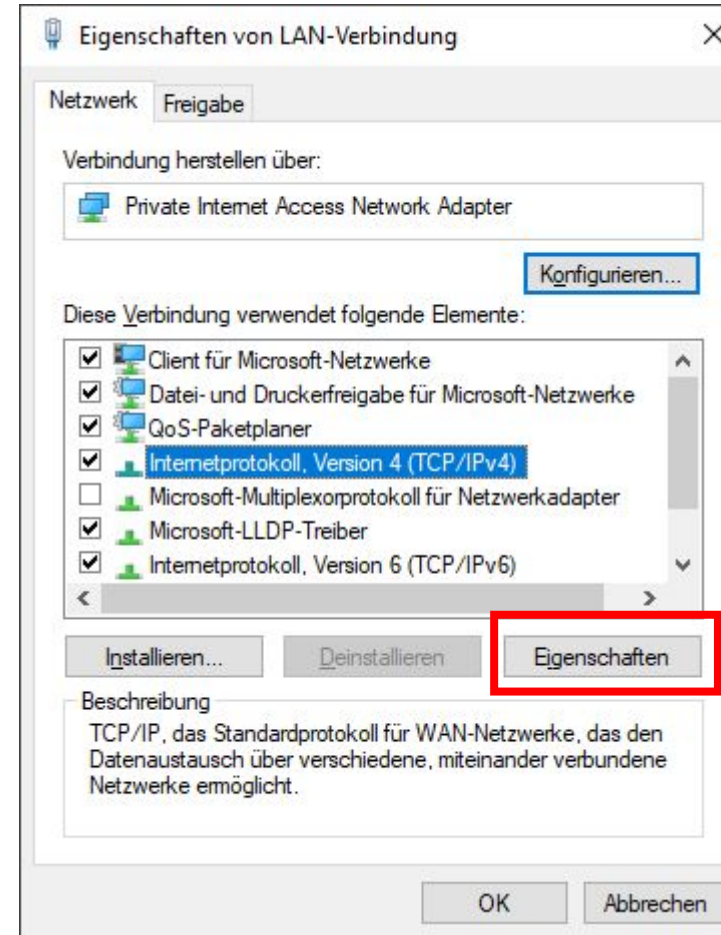 Eigenschaften von LAN-Verbindung
Netzwerk
Freigabe
Verbindung herstellen über:
Private Internet Access Network Adapter
Konfigurieren...
Diese Verbindung verwendet folgende Elemente:
Client für Microsoft-Netzwerke
Datei- und Druckerfreigabe für Microsoft-Netzwerke
QoS-Paketplaner
Internetprotokoll, Version 4 (TCP/IPv4)
Microsoft-Multiplexorprotokoll für Netzwerkadapter
Microsoft-LLDP-Treiber
Internetprotokoll, Version 6 (TCP/IPv6)
Installieren...
Deinstallieren
Eigenschaften
Beschreibung
TCP/IP, das Standardprotokoll für WAN-Netzwerke, das den
Datenaustausch über verschiedene, miteinander verbundene
Netzwerke ermöglicht.
OK
Abbrechen